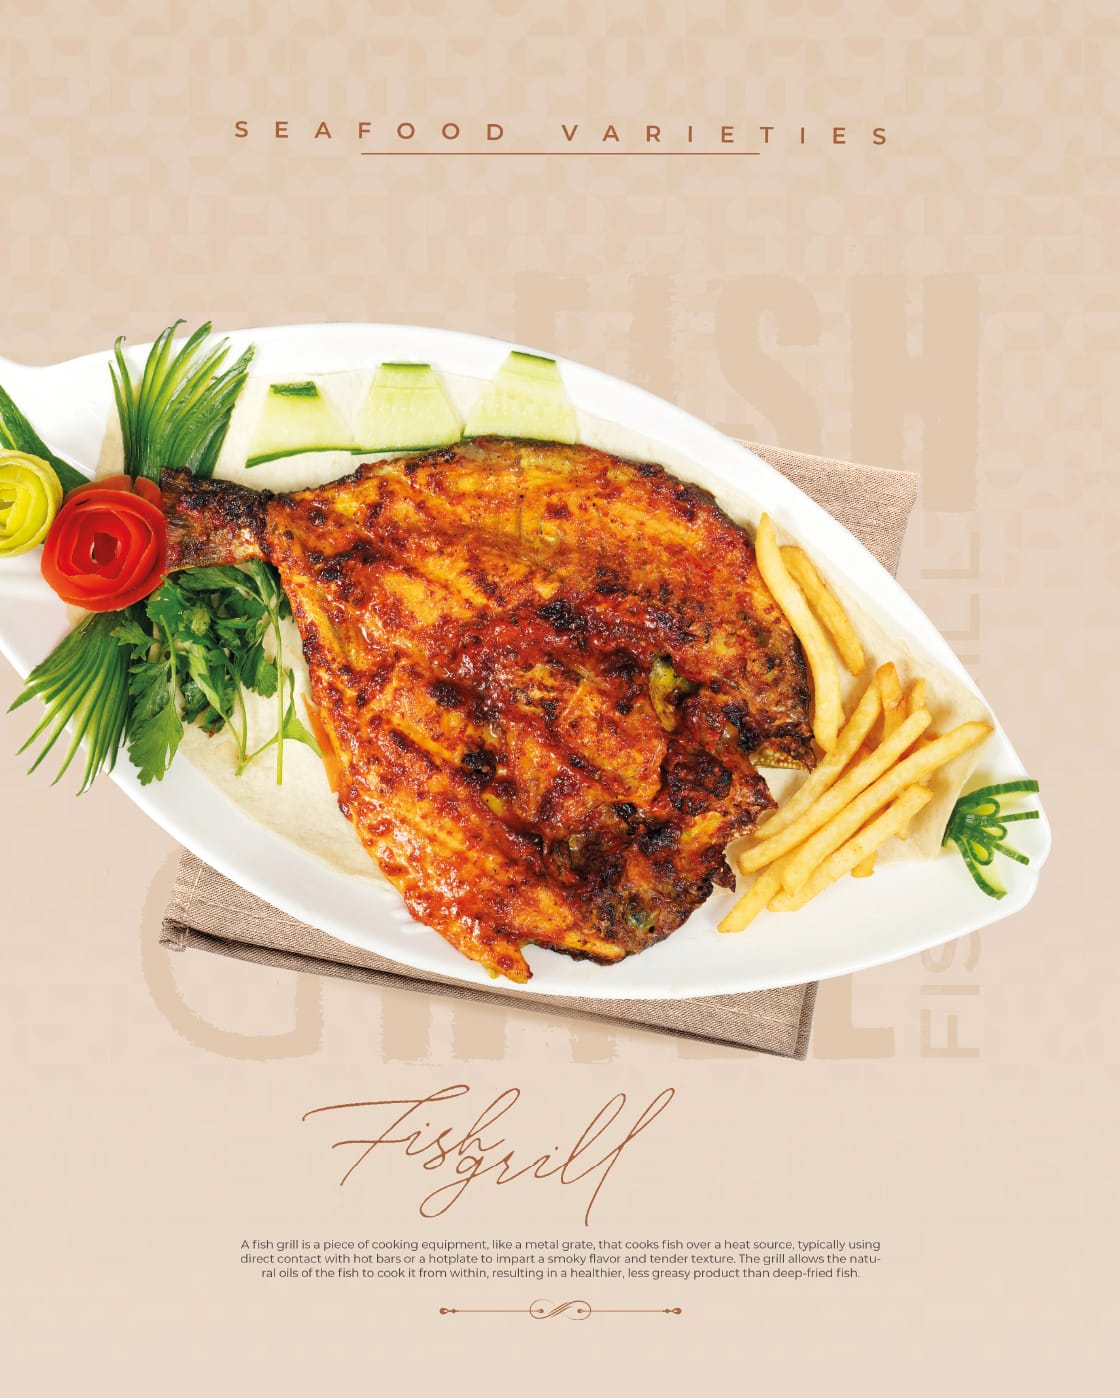 SEAFOOD VARIETIES
FISH
GRILL
FISH GRILL
Fish grill
A fish grill is a piece of cooking equipment, like a metal grate, that cooks fish over a heat source, typically using
direct contact with hot bars or a hotplate to impart a smoky flavor and tender texture. The grill allows the natu-
ral oils of the fish to cook it from within, resulting in a healthier, less greasy product than deep-fried fish.